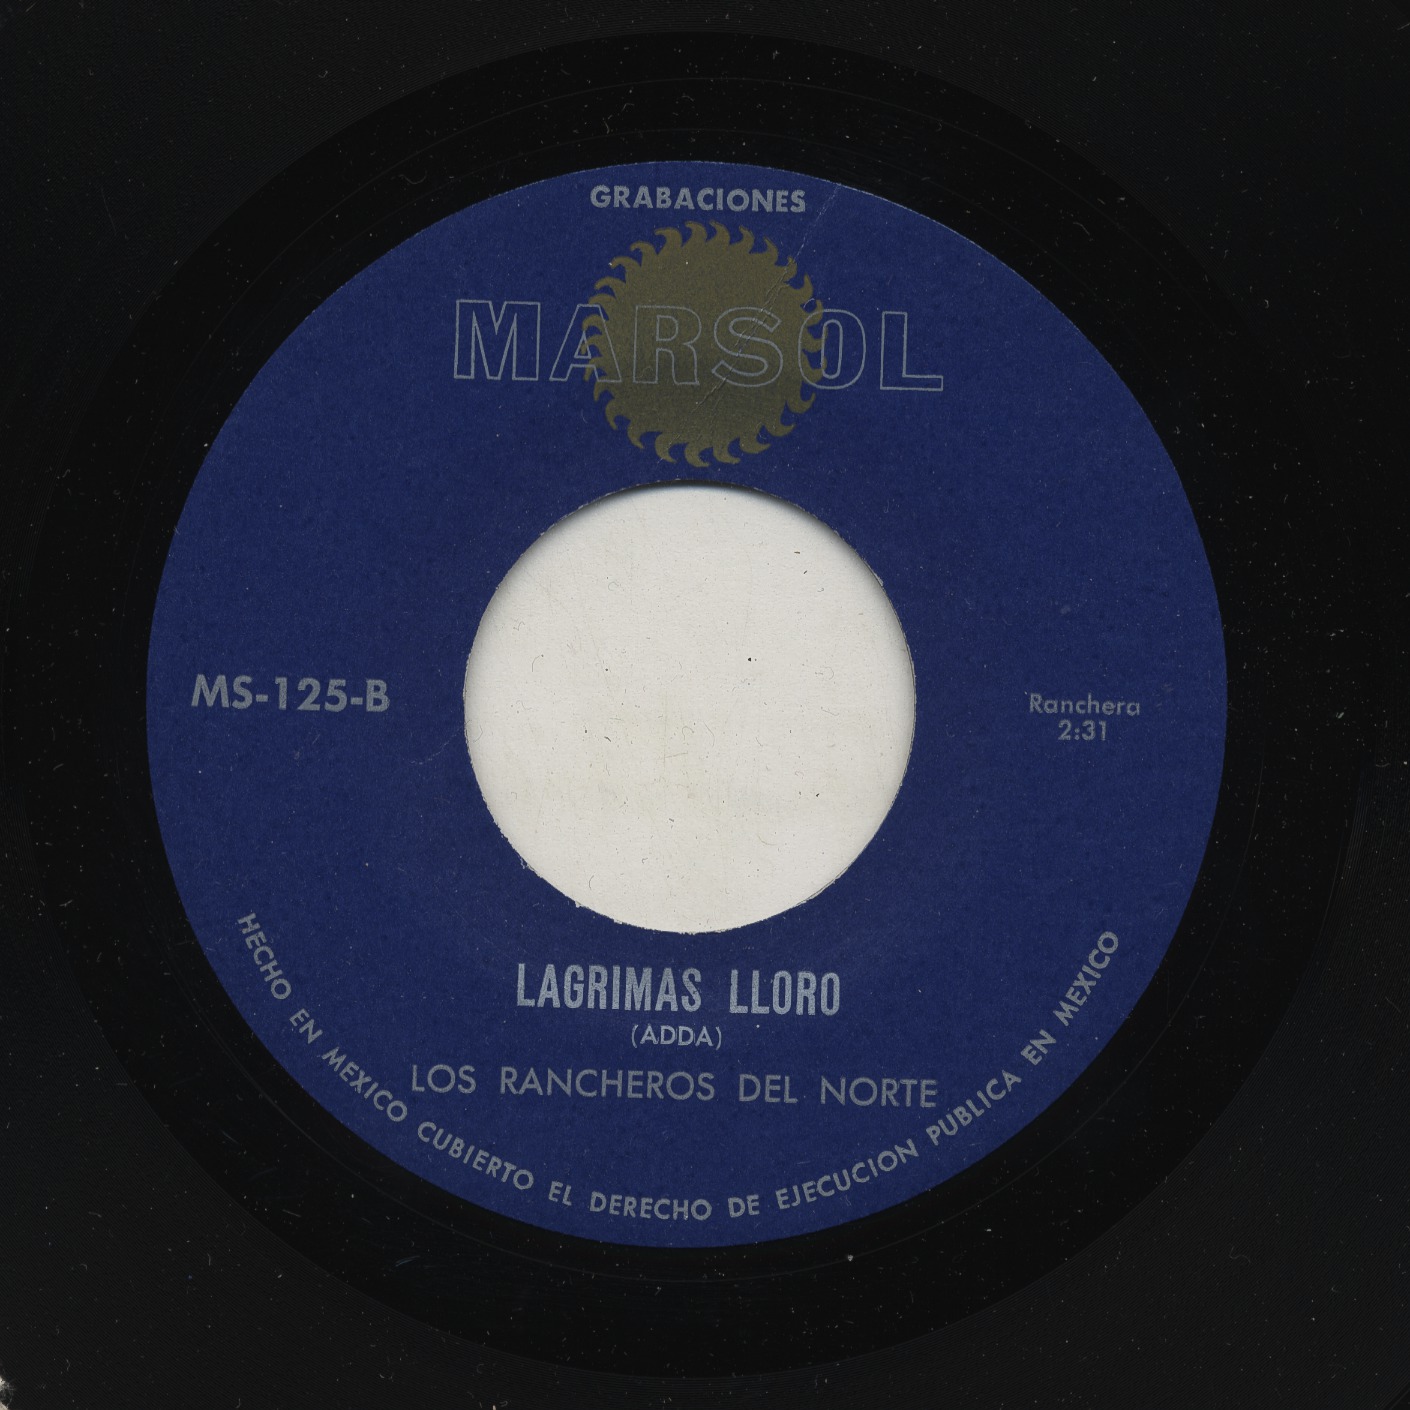 GRABACIONES
MARSOL
MS-125-B
Ranchera
2:31
LAGRIMAS LLORO
(ADDA)
LOS RANCHEROS DEL NORTE
HECHO EN MEXICO CUBIERTO EL DERECHO DE EJECUCION PUBLICA EN MEXICO